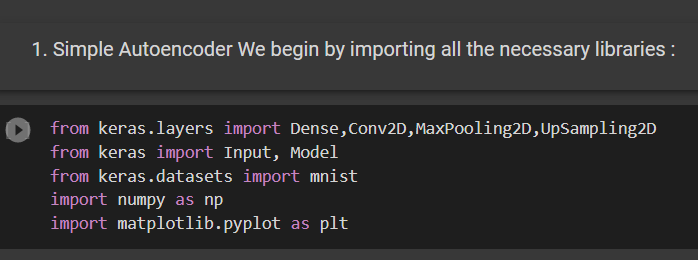 1. Simple Autoencoder We begin by importing all the necessary libraries :
from keras.layers import Dense,Conv2D,MaxPooling2D,UpSampling2D
from keras import Input, Model
from keras.datasets import mnist
import numpy as np
import matplotlib.pyplot as plt